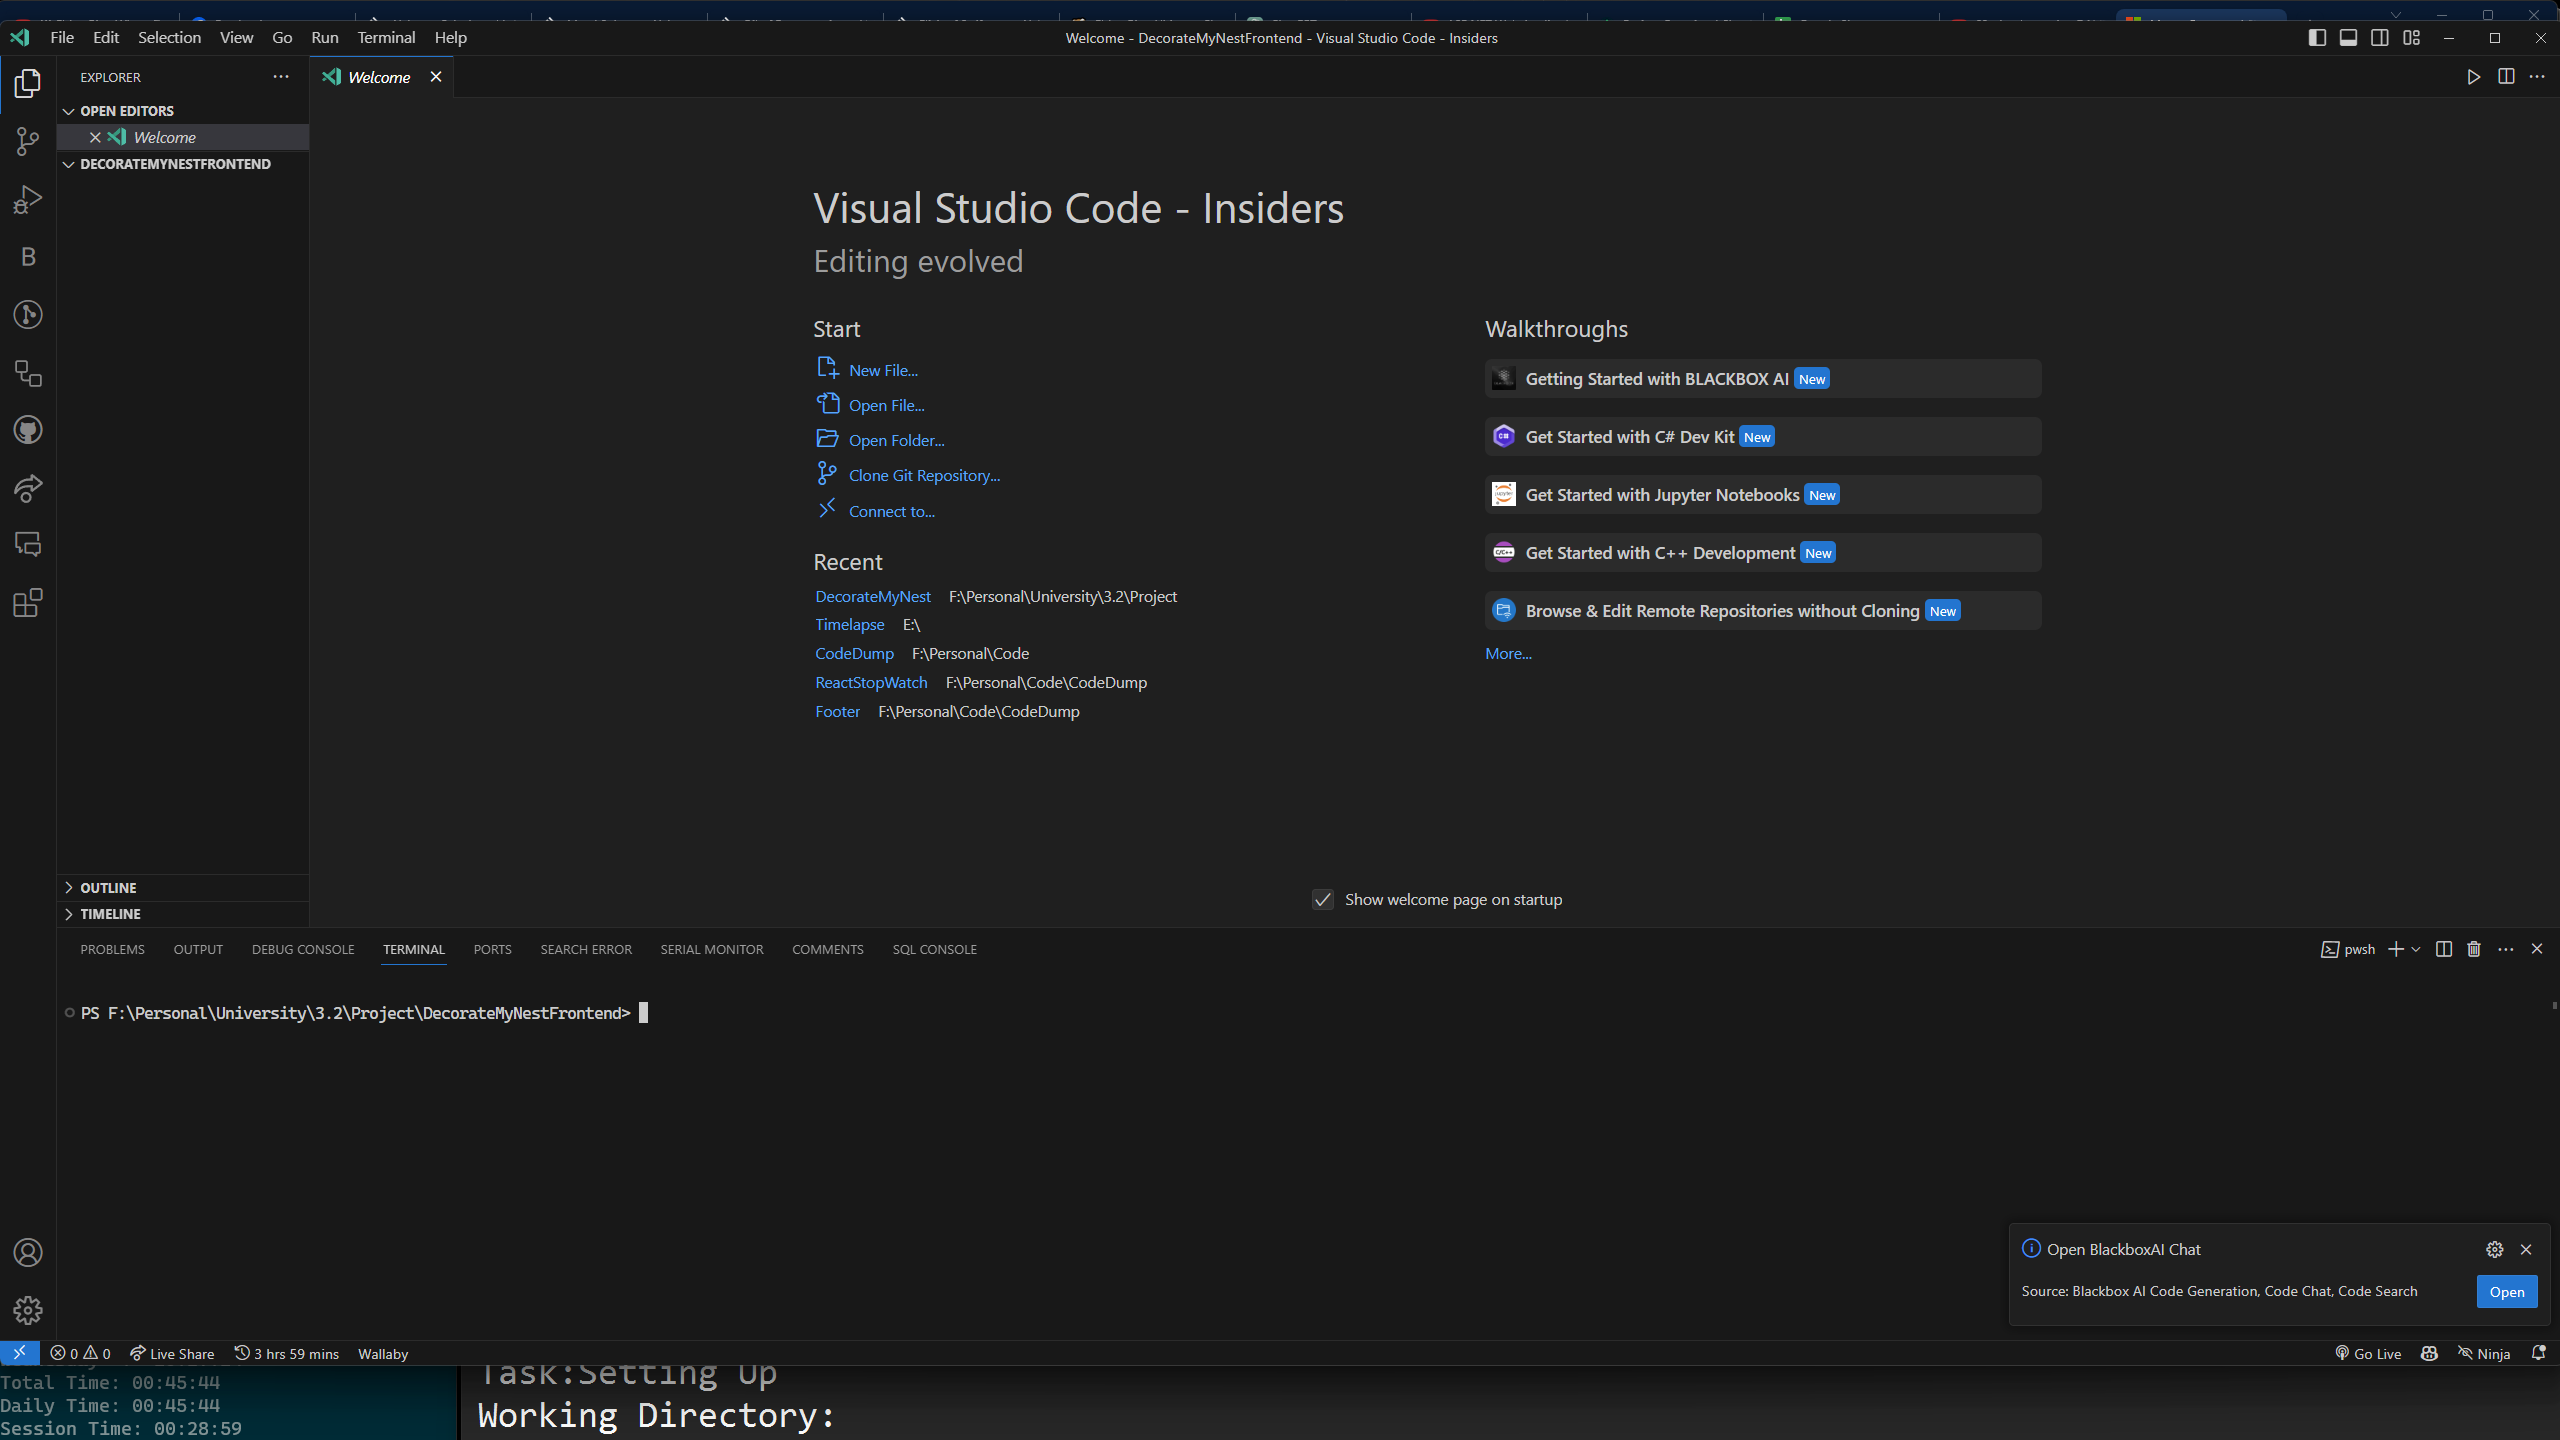 File Edit Selection View Go Run Terminal Help
Welcome - DecorateMyNestFrontend - Visual Studio Code - Insiders
EXPLORER
OPEN EDITORS
Welcome
DECORATEMYNESTFRONTEND
OUTLINE
TIMELINE
Welcome
Visual Studio Code - Insiders
Editing evolved
Start
New File...
Open File...
Open Folder...
Clone Git Repository...
Connect to...
Recent
DecorateMyNest F:\Personal\University\3.2\Project
Timelapse E:\
CodeDump F:\Personal\Code
ReactStopWatch F:\Personal\Code\CodeDump
Footer F:\Personal\Code\CodeDump
Walkthroughs
Getting Started with BLACKBOX AI New
Get Started with C# Dev Kit New
Get Started with Jupyter Notebooks New
Get Started with C++ Development New
Browse & Edit Remote Repositories without Cloning New
More...
Show welcome page on startup
PROBLEMS OUTPUT DEBUG CONSOLE TERMINAL PORTS SEARCH ERROR SERIAL MONITOR COMMENTS SQL CONSOLE
pwsh
PS F:\Personal\University\3.2\Project\DecorateMyNestFrontend>
Open BlackboxAI Chat
Source: Blackbox AI Code Generation, Code Chat, Code Search
Open
0 0 Live Share 3 hrs 59 mins Wallaby
Go Live Ninja
Total Time: 00:45:44
Daily Time: 00:45:44
Session Time: 00:28:59
Task:Setting Up
Working Directory: